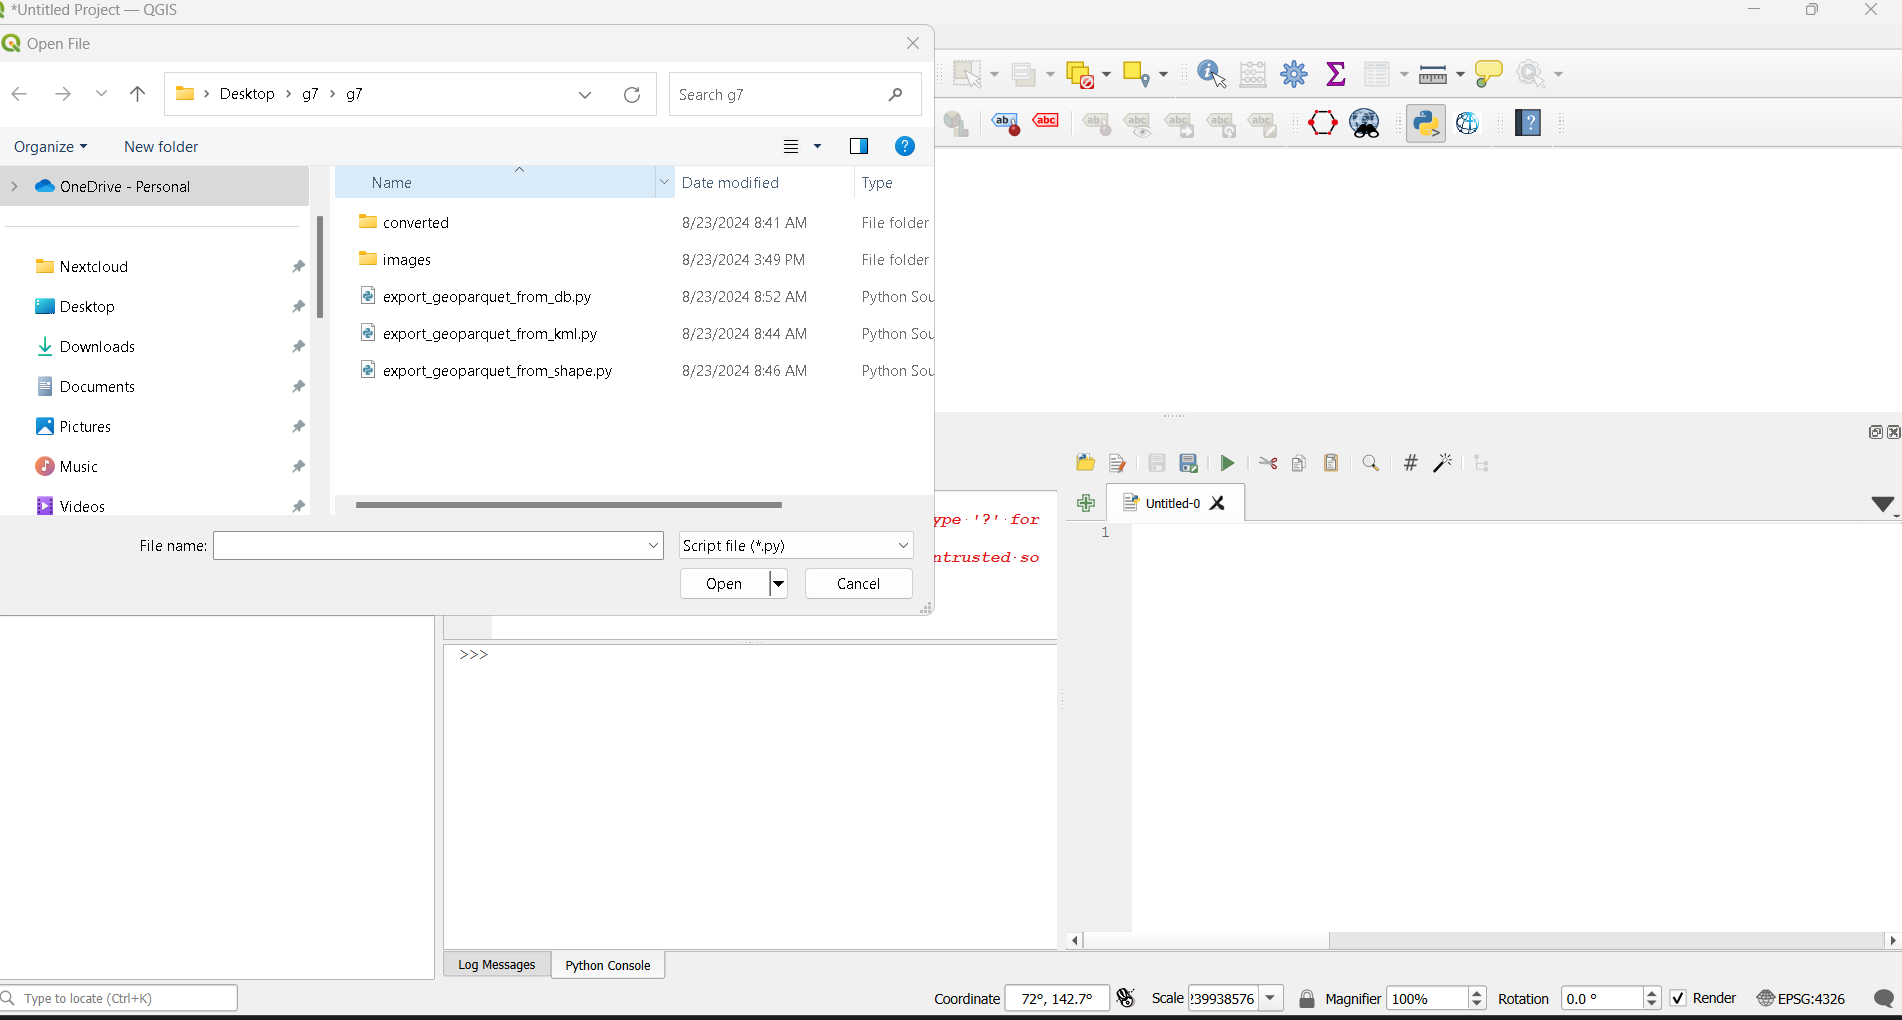 *Untitled Project — QGIS
Open File
Desktop > g7 > g7
Search g7
Organize
New folder
Name
Date modified
Type
OneDrive - Personal
converted
8/23/2024 8:41 AM
File folder
images
8/23/2024 3:49 PM
File folder
export_geoparquet_from_db.py
8/23/2024 8:52 AM
Python Sou
export_geoparquet_from_kml.py
8/23/2024 8:44 AM
Python Sou
export_geoparquet_from_shape.py
8/23/2024 8:46 AM
Python Sou
Nextcloud
Desktop
Downloads
Documents
Pictures
Music
Videos
File name:
Script file (*.py)
Open
Cancel
abc
abc
abc
abc
abc
Untitled-0
1
ype '?' for
ntrusted so
>>>
Log Messages
Python Console
Type to locate (Ctrl+K)
Coordinate
72°, 142.7°
Scale
:39938576
Magnifier
100%
Rotation
0.0 °
Render
EPSG:4326